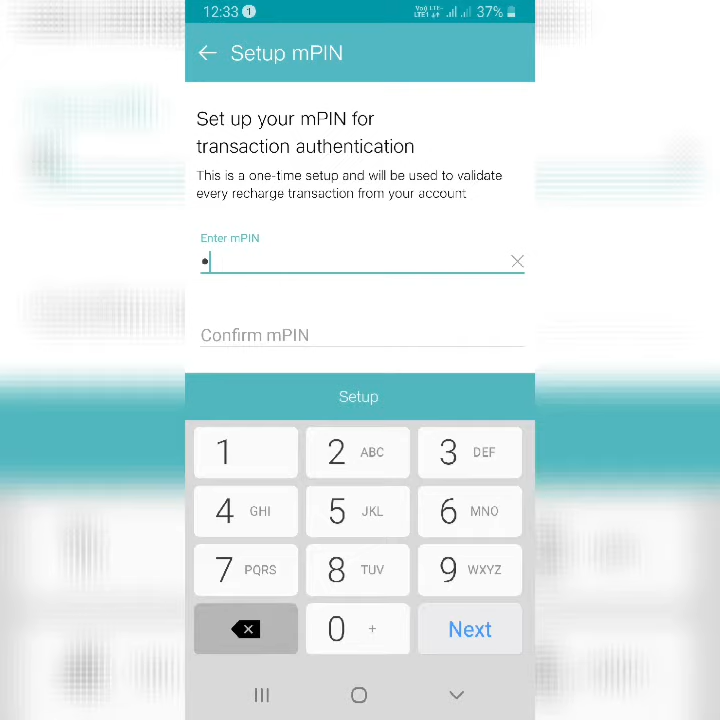 12:33 1 37%
Setup mPIN
Set up your mPIN for
transaction authentication
This is a one-time setup and will be used to validate
every recharge transaction from your account
Enter mPIN
Confirm mPIN
Setup
1 2 ABC 3 DEF
4 GHI 5 JKL 6 MNO
7 PQRS 8 TUV 9 WXYZ
0 + Next